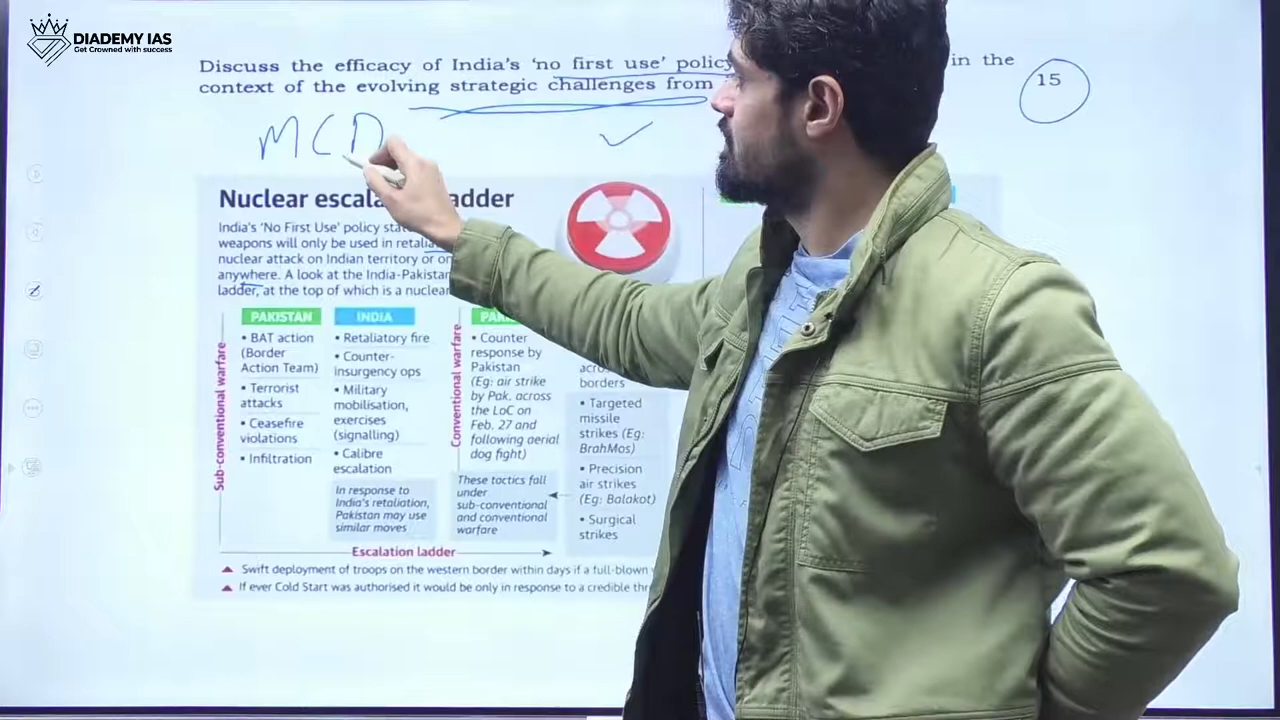 DIADEMY IAS
Get Crowned with success
Discuss the efficacy of India's 'no first use' policy in the
context of the evolving strategic challenges from
15
MCD
Nuclear escala adder
India's 'No First Use' policy
weapons will only be used in
nuclear attack on Indian territory or
anywhere. A look at the India-Pakistan
ladder, at the top of which is a nuclear
Sub-conventional warfare
PAKISTAN
• BAT action
(Border
Action Team)
• Terrorist
attacks
• Ceasefire
violations
• Infiltration
INDIA
• Retaliatory fire
• Counter-
insurgency ops
• Military
mobilisation,
exercises
(signalling)
• Calibre
escalation
In response to
India's retaliation,
Pakistan may use
similar moves
Conventional warfare
• Counter
response by
Pakistan
(Eg: air strike
by Pak. across
the LoC on
Feb. 27 and
following aerial
dog fight)
These tactics fall
under
sub-conventional
and conventional
warfare
borders
• Targeted
missile
strikes (Eg:
BrahMos)
• Precision
air strikes
(Eg: Balakot)
• Surgical
strikes
Escalation ladder
Swift deployment of troops on the western border within days if a full-blown
If ever Cold Start was authorised it would be only in response to a credible